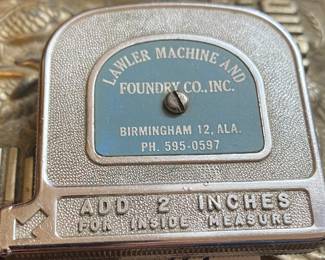 LAWLER MACHINE AND
FOUNDRY CO., INC.
BIRMINGHAM 12, ALA.
PH. 595-0597
ADD 2 INCHES
FOR INSIDE MEASURE